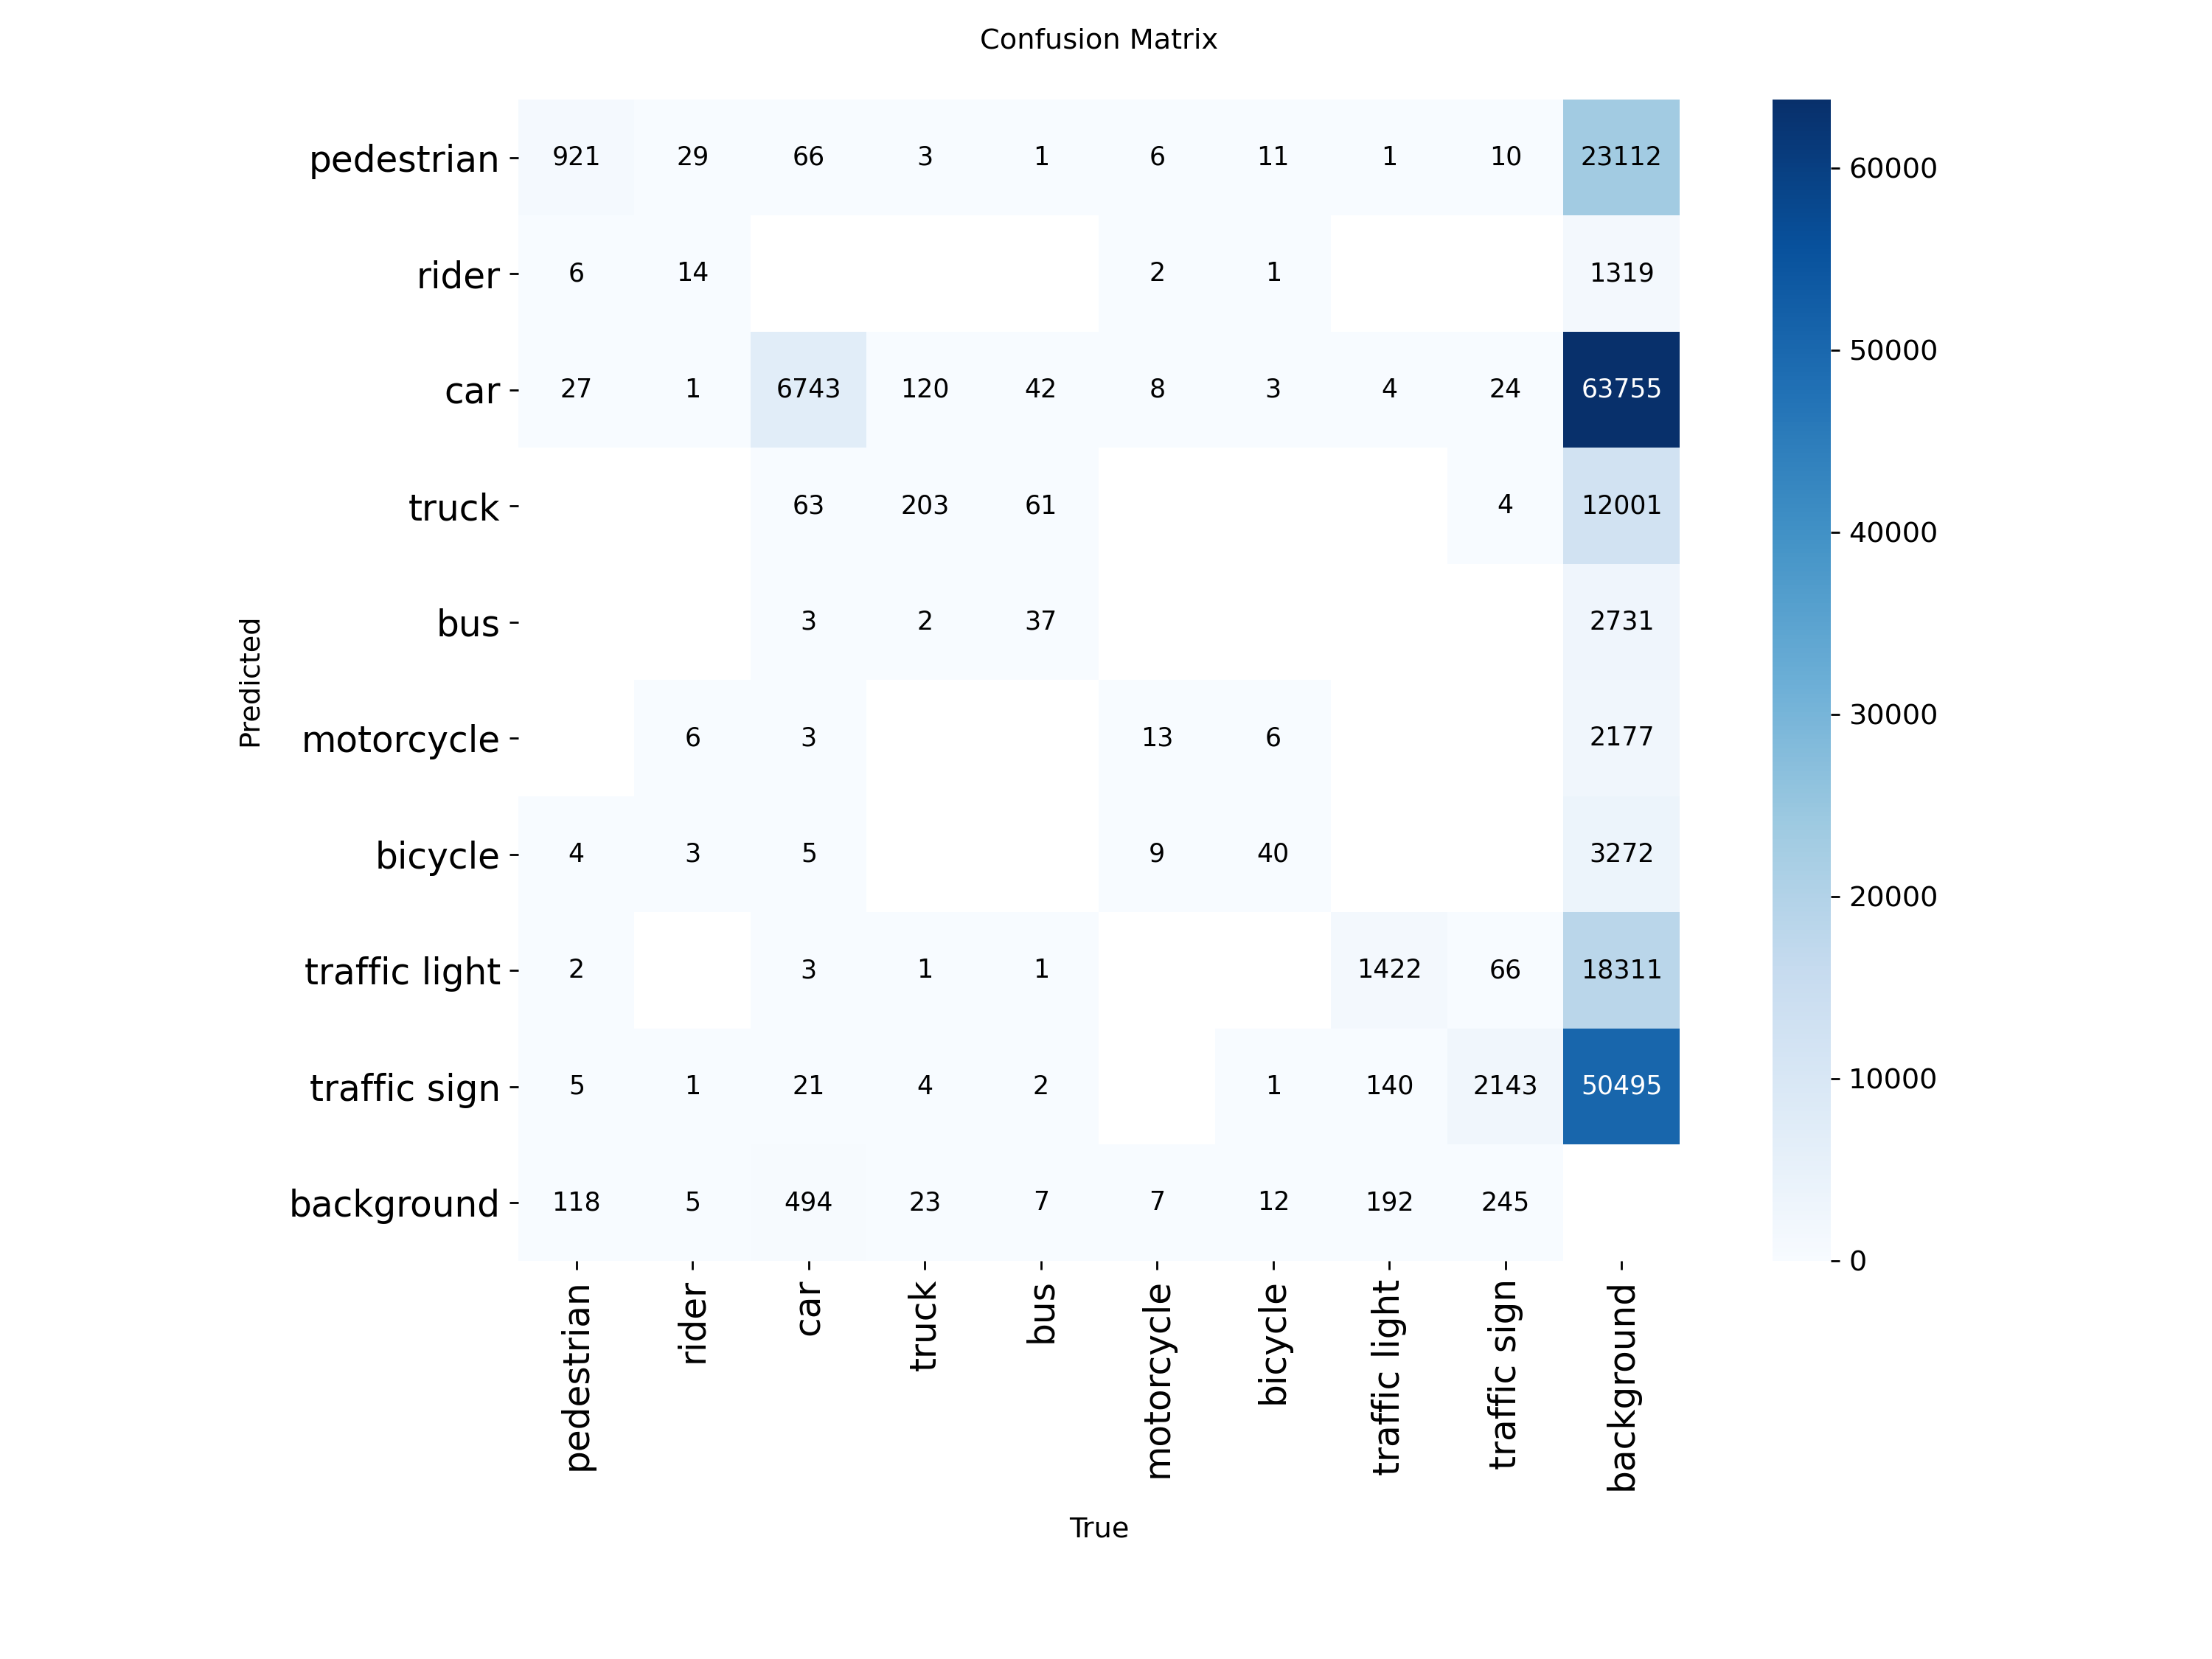 Confusion Matrix
pedestrian 921 29 66 3 1 6 11 1 10 23112
rider 6 14 2 1 1319
car 27 1 6743 120 42 8 3 4 24 63755
truck 63 203 61 4 12001
bus 3 2 37 2731
motorcycle 6 3 13 6 2177
bicycle 4 3 5 9 40 3272
traffic light 2 3 1 1 1422 66 18311
traffic sign 5 1 21 4 2 1 140 2143 50495
background 118 5 494 23 7 7 12 192 245
Predicted
pedestrian
rider
car
truck
bus
motorcycle
bicycle
traffic light
traffic sign
background
True
60000
50000
40000
30000
20000
10000
0